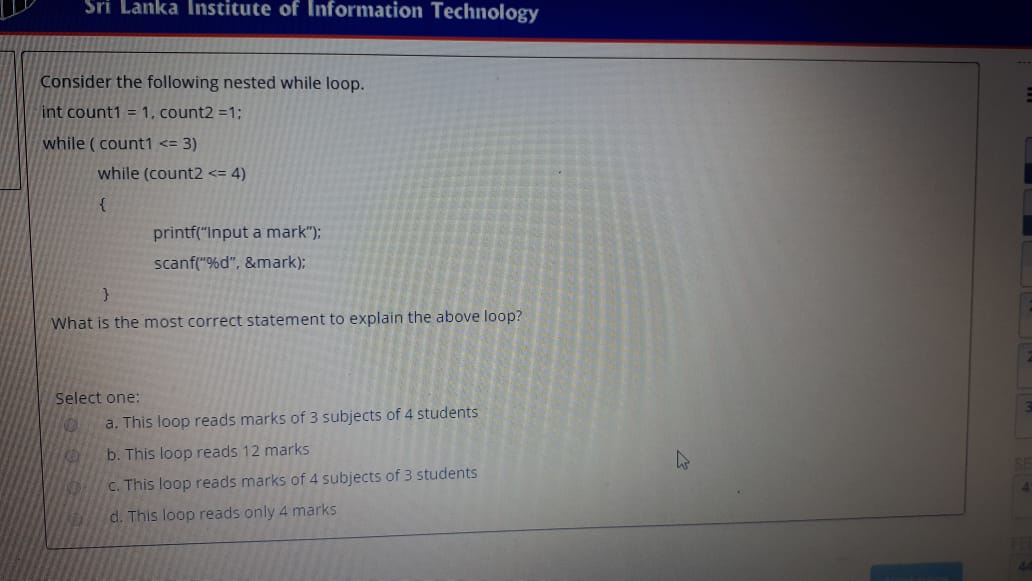 Sri Lanka Institute of Information Technology
Consider the following nested while loop.
int count1 = 1, count2 =1;
while ( count1 <= 3)
while (count2 <= 4)
{
printf("Input a mark");
scanf("%d", &mark);
}
What is the most correct statement to explain the above loop?
Select one:
a. This loop reads marks of 3 subjects of 4 students
b. This loop reads 12 marks
c. This loop reads marks of 4 subjects of 3 students
d. This loop reads only 4 marks